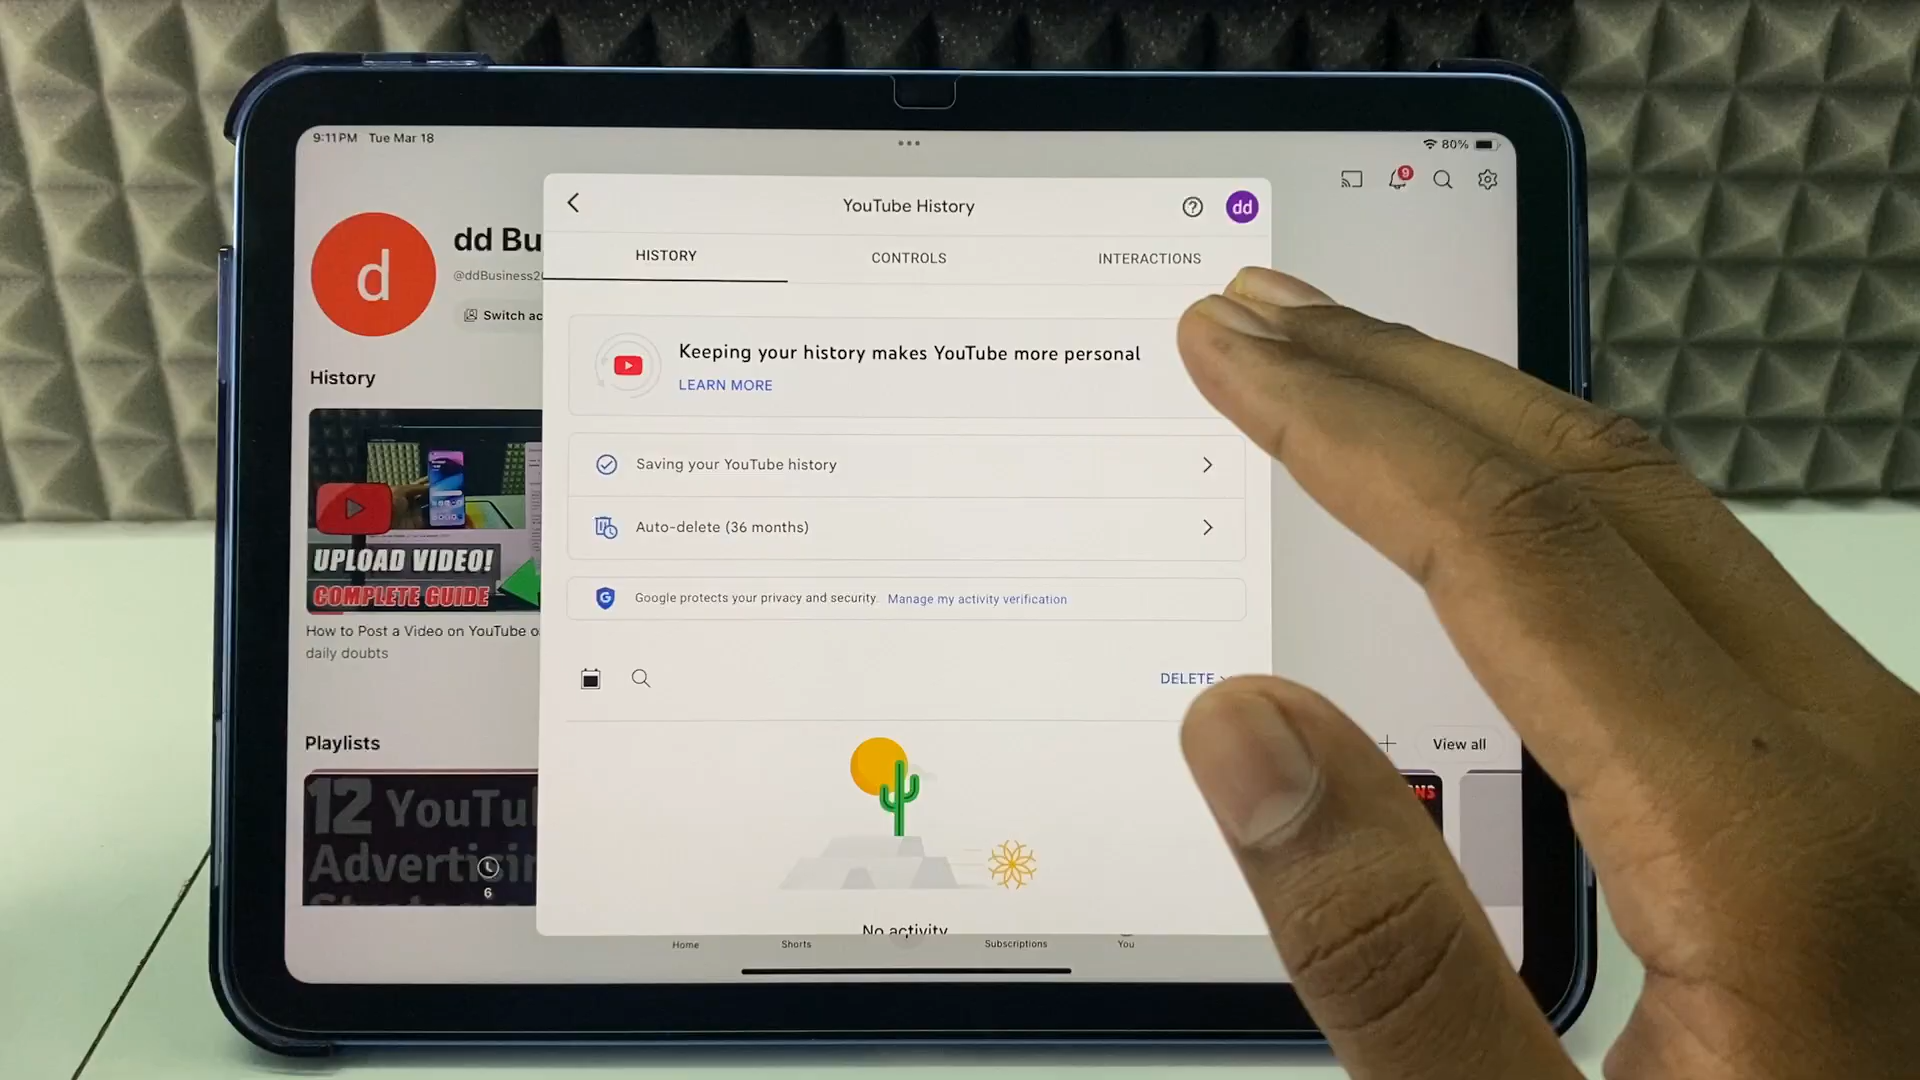 9:11 PM Tue Mar 18
80%
9
d
dd Bu
@ddBusiness2
Switch ac
History
UPLOAD VIDEO!
COMPLETE GUIDE
How to Post a Video on YouTube o
daily doubts
Playlists
12 YouTu
Advertisin
6
YouTube History
dd
HISTORY
CONTROLS
INTERACTIONS
Keeping your history makes YouTube more personal
LEARN MORE
Saving your YouTube history
Auto-delete (36 months)
G
Google protects your privacy and security. Manage my activity verification
DELETE
No activity
View all
NS
Home
Shorts
Subscriptions
You